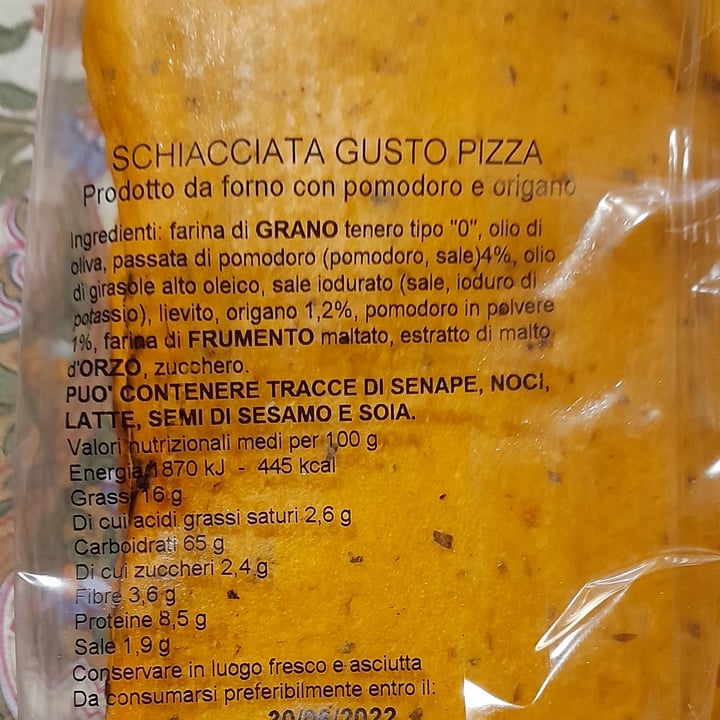 SCHIACCIATA GUSTO PIZZA
Prodotto da forno con pomodoro e origano
Ingredienti: farina di GRANO tenero tipo "0", olio di
oliva, passata di pomodoro (pomodoro, sale)4%, olio
di girasole alto oleico, sale iodurato (sale, ioduro di
potassio), lievito, origano 1,2%, pomodoro in polvere
1%, farina di FRUMENTO maltato, estratto di malto
d'ORZO, zucchero.
PUO' CONTENERE TRACCE DI SENAPE, NOCI,
LATTE, SEMI DI SESAMO E SOIA.
Valori nutrizionali medi per 100 g
Energia 1870 kJ - 445 kcal
Grassi 16 g
Di cui acidi grassi saturi 2,6 g
Carboidrati 65 g
Di cui zuccheri 2,4 g
Fibre 3,6 g
Proteine 8,5 g
Sale 1,9 g
Conservare in luogo fresco e asciutta
Da consumarsi preferibilmente entro il:
30/06/2022